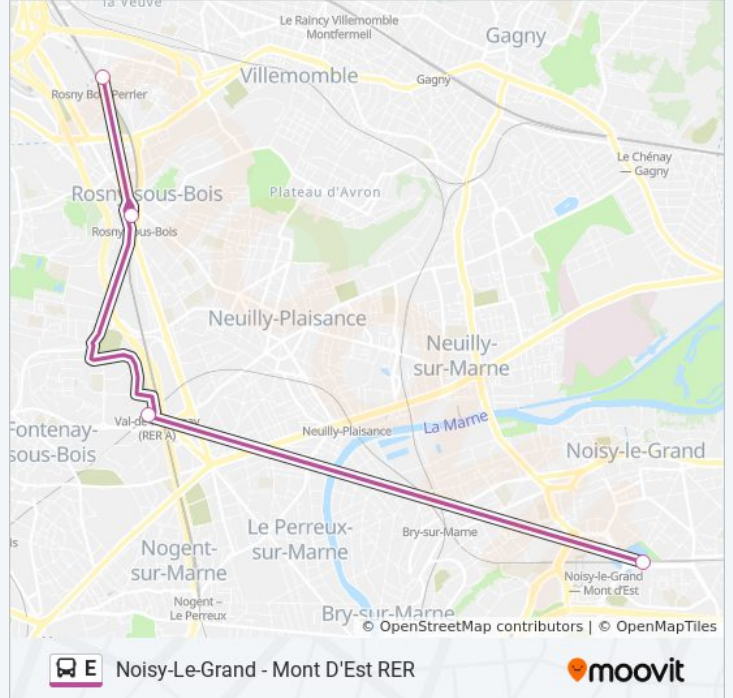 la Veuve
Le Raincy Villemomble
Montfermeil
Gagny
Villemomble
Gagny
Rosny Bois Perrier
Le Chénay
— Gagny
Rosny-sous-Bois
Plateau d'Avron
Rosny-sous-Bois
Neuilly-Plaisance
Neuilly-
sur-Marne
Val-de-Fontenay
(RER A)
Neuilly-Plaisance
La Marne
Fontenay-
sous-Bois
Noisy-le-Grand
Le Perreux-
sur-Marne
Bry-sur-Marne
Nogent-
sur-Marne
Noisy-le-Grand
— Mont d'Est
Nogent –
Le Perreux
Bry-sur-Marne
© OpenStreetMap contributors | © OpenMapTiles
E Noisy-Le-Grand - Mont D'Est RER
moovit